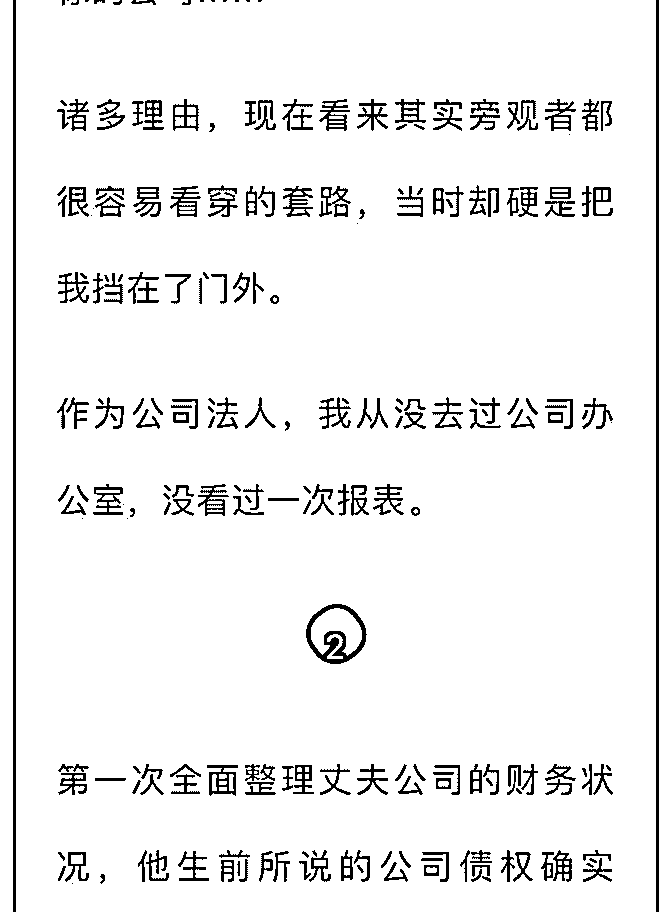 诸多理由，现在看来其实旁观者都
很容易看穿的套路，当时却硬是把
我挡在了门外。
作为公司法人，我从没去过公司办
公室，没看过一次报表。
2
第一次全面整理丈夫公司的财务状
况，他生前所说的公司债权确实